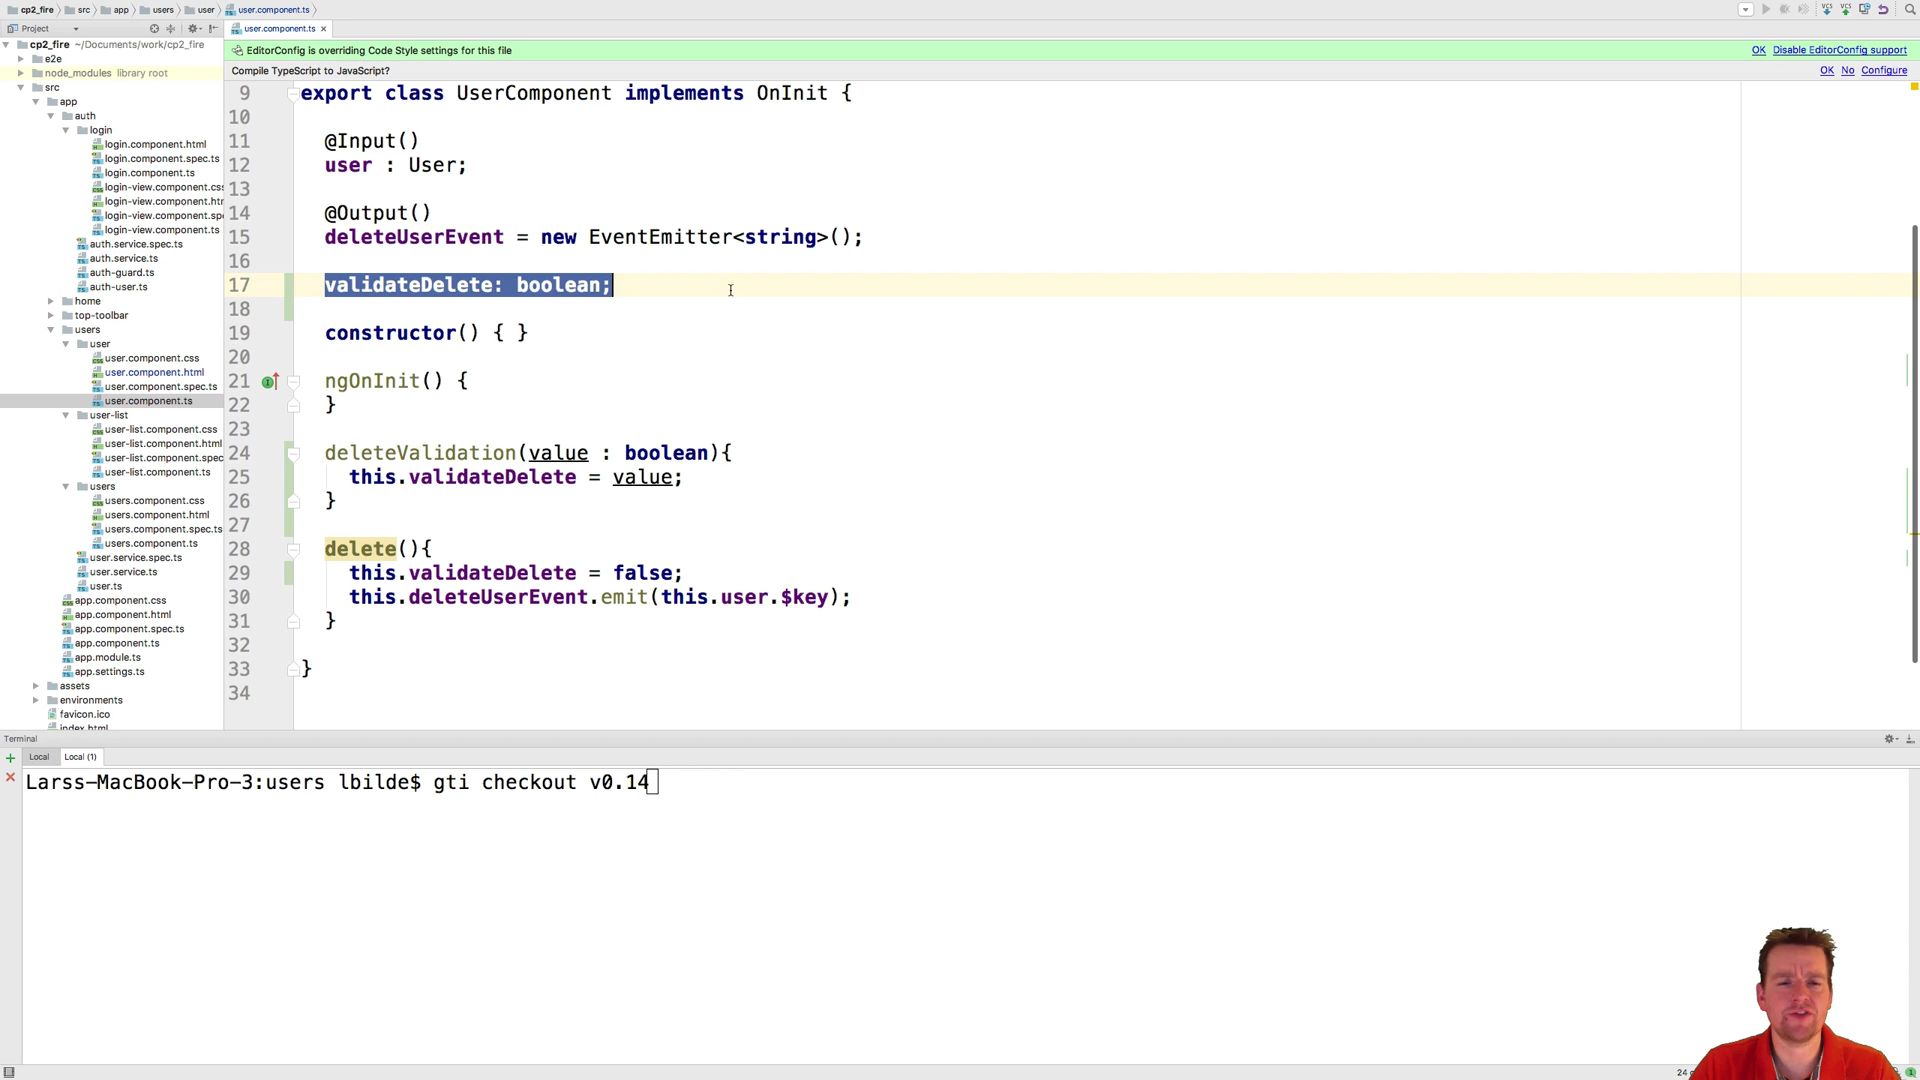 cp2_fire
src
app
users
user
user.component.ts
Project
user.component.ts
cp2_fire ~/Documents/work/cp2_fire
e2e
node_modules library root
src
app
auth
login
login.component.html
login.component.spec.ts
login.component.ts
login-view.component.css
login-view.component.htm
login-view.component.spe
login-view.component.ts
auth.service.spec.ts
auth.service.ts
auth-guard.ts
auth-user.ts
home
top-toolbar
users
user
user.component.css
user.component.html
user.component.spec.ts
user.component.ts
user-list
user-list.component.css
user-list.component.html
user-list.component.spec
user-list.component.ts
users
users.component.css
users.component.html
users.component.spec.ts
users.component.ts
user.service.spec.ts
user.service.ts
user.ts
app.component.css
app.component.html
app.component.spec.ts
app.component.ts
app.module.ts
app.settings.ts
assets
environments
favicon.ico
index.html
EditorConfig is overriding Code Style settings for this file
OK Disable EditorConfig support
Compile TypeScript to JavaScript?
OK No Configure
9 export class UserComponent implements OnInit {
10
11 @Input()
12 user : User;
13
14 @Output()
15 deleteUserEvent = new EventEmitter<string>();
16
17 validateDelete: boolean;
18
19 constructor() { }
20
21 ngOnInit() {
22 }
23
24 deleteValidation(value : boolean){
25 this.validateDelete = value;
26 }
27
28 delete(){
29 this.validateDelete = false;
30 this.deleteUserEvent.emit(this.user.$key);
31 }
32
33 }
34
Terminal
Local
Local (1)
Larss-MacBook-Pro-3:users lbilde$ gti checkout v0.14
24